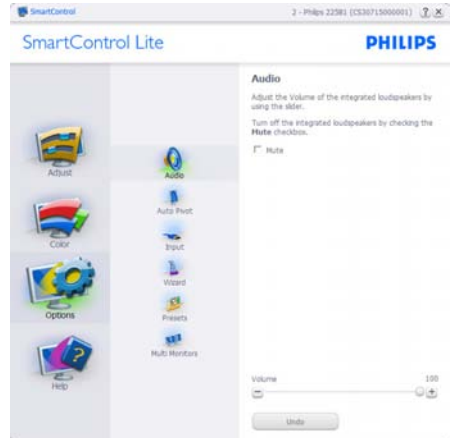 SmartControl
2 - Philips 225B1 (CS30715000001) ? X
SmartControl Lite
PHILIPS
Adjust
Color
Options
Help
Audio
Auto Pivot
Input
Wizard
Presets
Multi Monitors
Audio
Adjust the Volume of the integrated loudspeakers by
using the slider.
Turn off the integrated loudspeakers by checking the
Mute checkbox.
Mute
Volume 100
- +
Undo